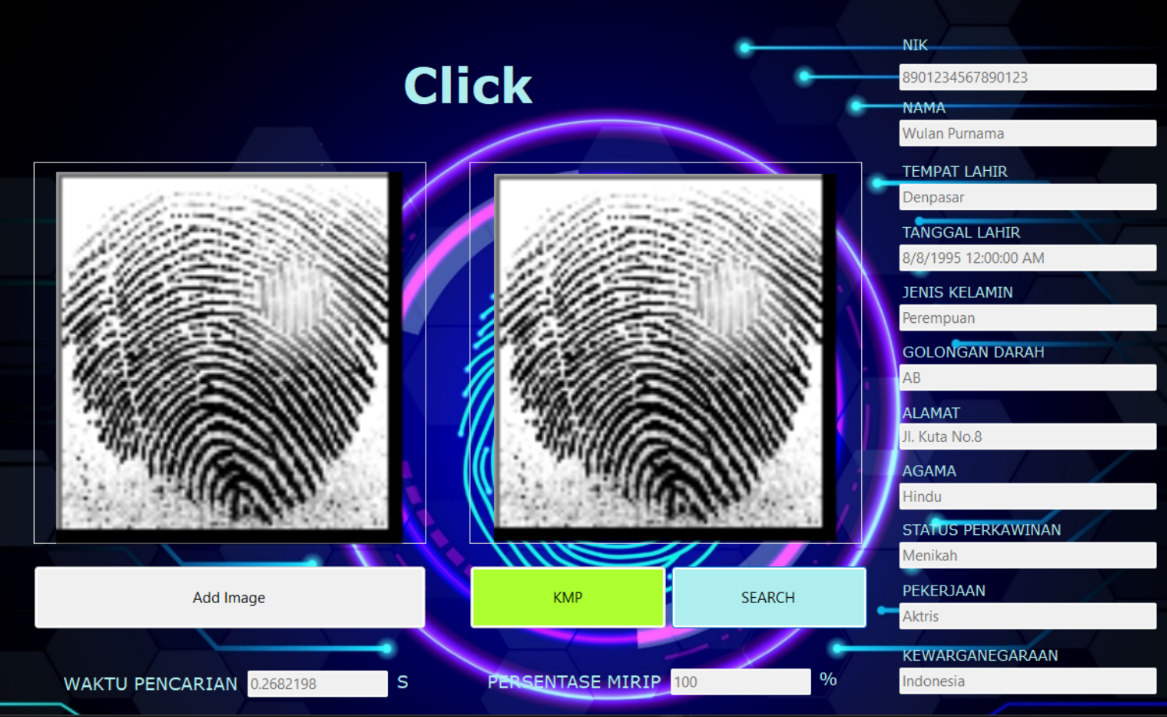 Click
Add Image
KMP
SEARCH
WAKTU PENCARIAN 0.2682198 S
PERSENTASE MIRIP 100 %
NIK
8901234567890123
NAMA
Wulan Purnama
TEMPAT LAHIR
Denpasar
TANGGAL LAHIR
8/8/1995 12:00:00 AM
JENIS KELAMIN
Perempuan
GOLONGAN DARAH
AB
ALAMAT
Jl. Kuta No.8
AGAMA
Hindu
STATUS PERKAWINAN
Menikah
PEKERJAAN
Aktris
KEWARGANEGARAAN
Indonesia